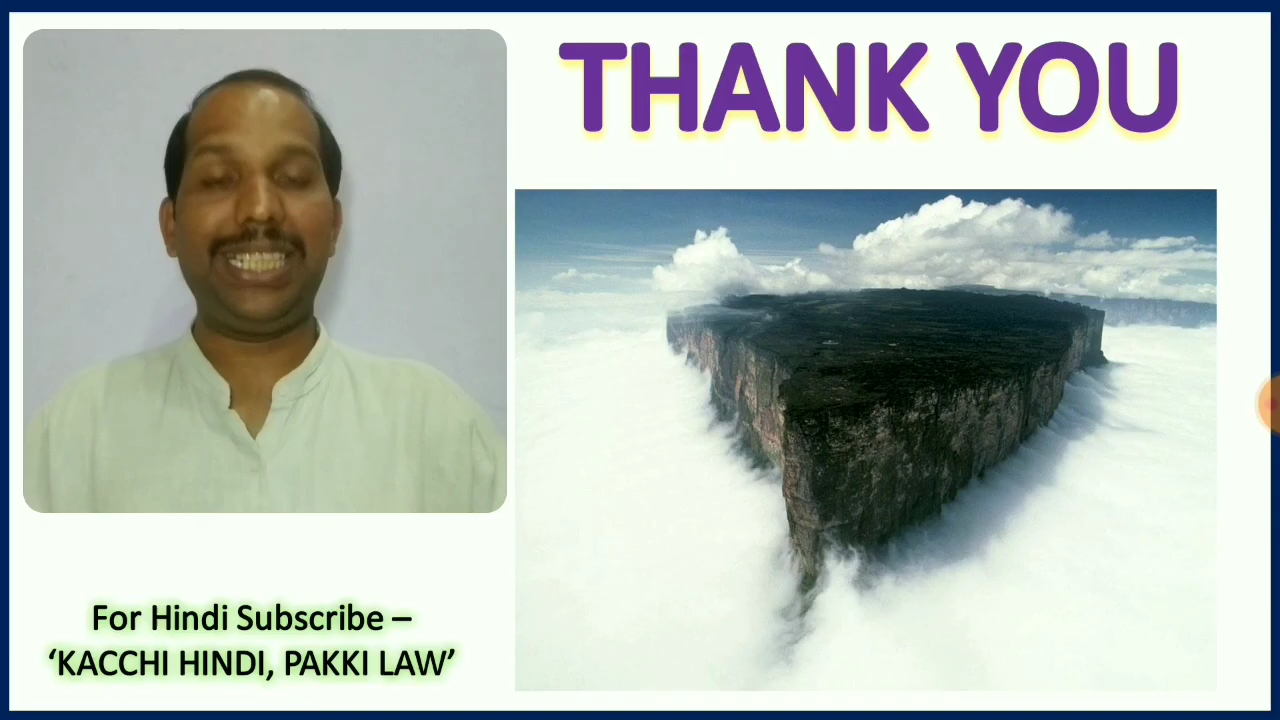 THANK YOU
For Hindi Subscribe –
‘KACCHI HINDI, PAKKI LAW’